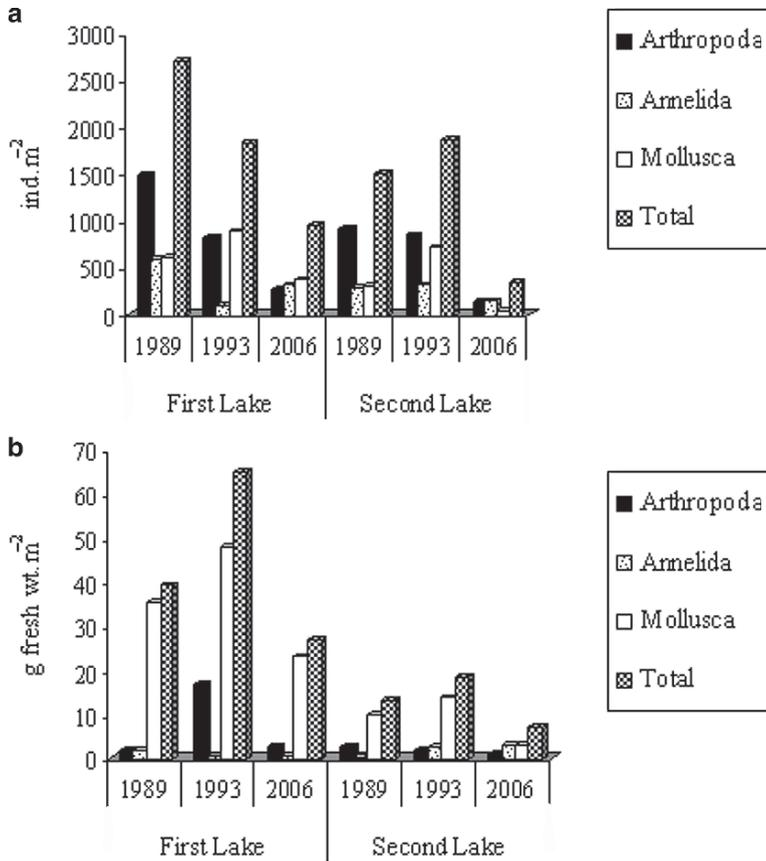 a
3000
2500
2000
1500
1000
500
0
ind.m⁻²
1989 1993 2006 1989 1993 2006
First Lake Second Lake
Arthropoda
Annelida
Mollusca
Total
b
70
60
50
40
30
20
10
0
g fresh wt.m⁻²
1989 1993 2006 1989 1993 2006
First Lake Second Lake
Arthropoda
Annelida
Mollusca
Total